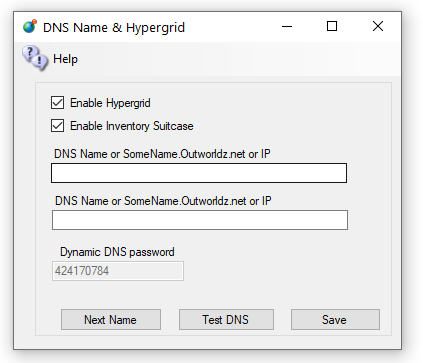 DNS Name & Hypergrid
Help
Enable Hypergrid
Enable Inventory Suitcase
DNS Name or SomeName.Outworldz.net or IP
DNS Name or SomeName.Outworldz.net or IP
Dynamic DNS password
424170784
Next Name Test DNS Save